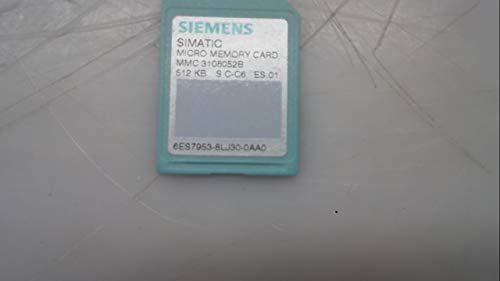 SIEMENS
SIMATIC
MICRO MEMORY CARD
MMC 3108052B
512 KB S C-C6 ES 01
6ES7953-8LJ30-0AA0